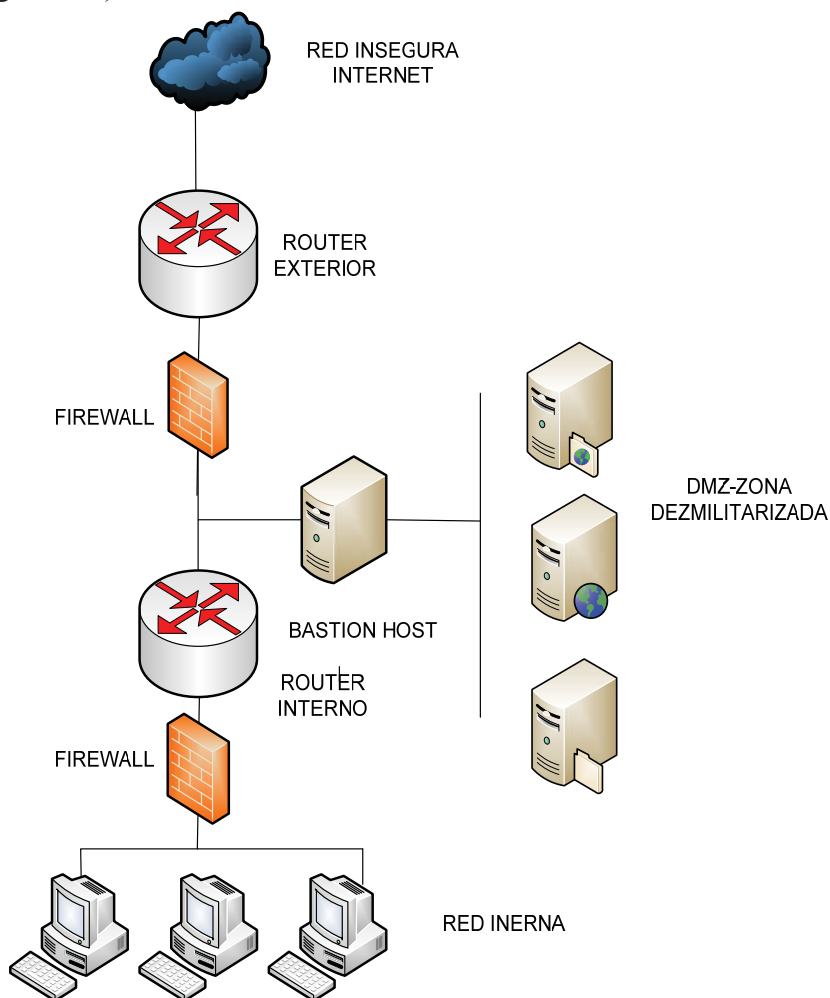 RED INSEGURA
INTERNET
ROUTER
EXTERIOR
FIREWALL
DMZ-ZONA
DEZMILITARIZADA
BASTION HOST
ROUTER
INTERNO
FIREWALL
RED INERNA